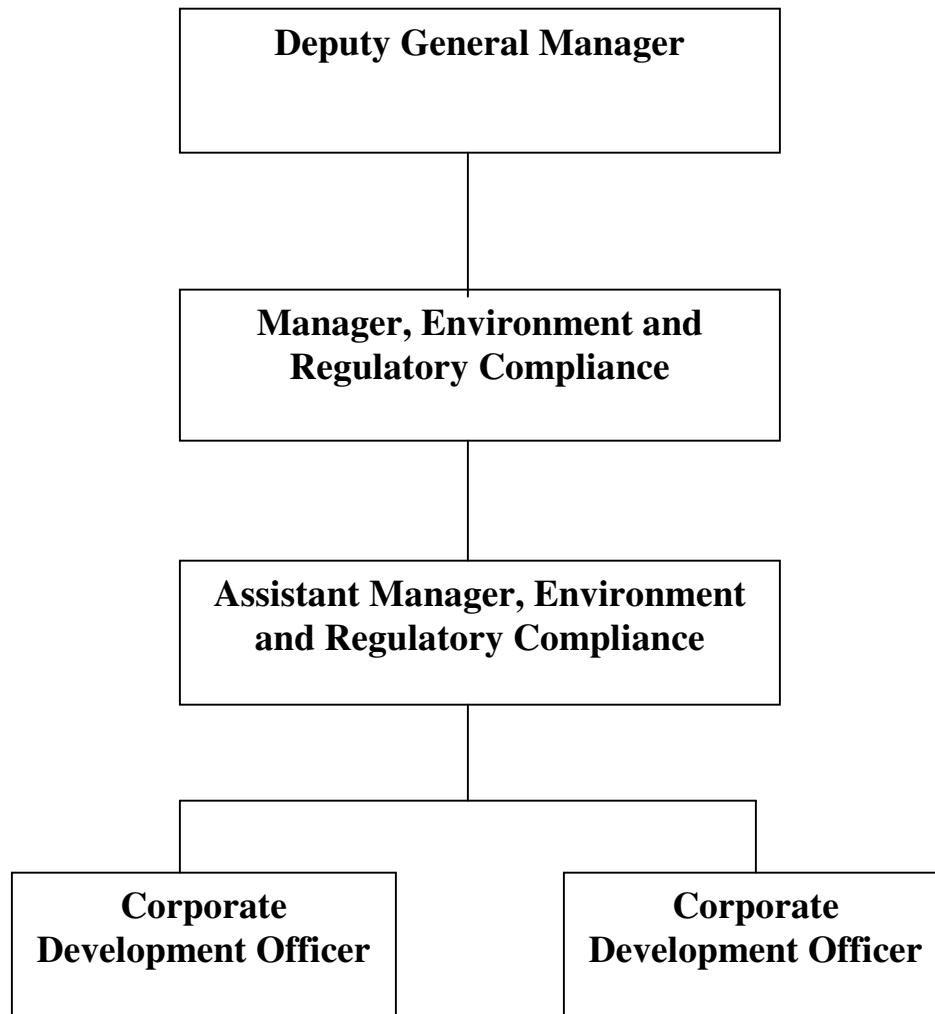 Deputy General Manager
Manager, Environment and
Regulatory Compliance
Assistant Manager, Environment
and Regulatory Compliance
Corporate
Development Officer
Corporate
Development Officer